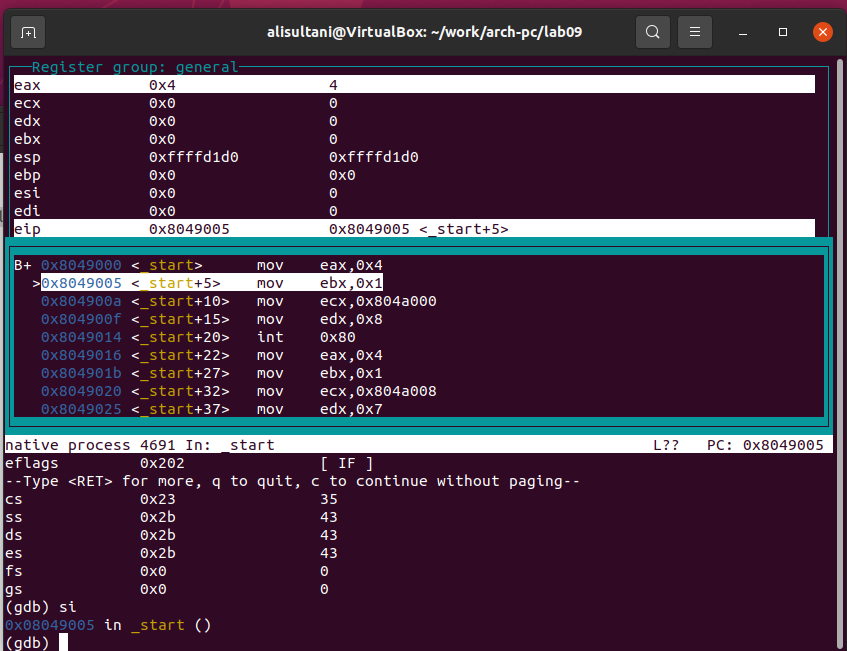 alisultani@VirtualBox: ~/work/arch-pc/lab09
Register group: general
eax 0x4 4
ecx 0x0 0
edx 0x0 0
ebx 0x0 0
esp 0xffffd1d0 0xffffd1d0
ebp 0x0 0x0
esi 0x0 0
edi 0x0 0
eip 0x8049005 0x8049005 <_start+5>
B+ 0x8049000 <_start> mov eax,0x4
>0x8049005 <_start+5> mov ebx,0x1
0x804900a <_start+10> mov ecx,0x804a000
0x804900f <_start+15> mov edx,0x8
0x8049014 <_start+20> int 0x80
0x8049016 <_start+22> mov eax,0x4
0x804901b <_start+27> mov ebx,0x1
0x8049020 <_start+32> mov ecx,0x804a008
0x8049025 <_start+37> mov edx,0x7
native process 4691 In: _start L?? PC: 0x8049005
eflags 0x202 [ IF ]
--Type <RET> for more, q to quit, c to continue without paging--
cs 0x23 35
ss 0x2b 43
ds 0x2b 43
es 0x2b 43
fs 0x0 0
gs 0x0 0
(gdb) si
0x08049005 in _start ()
(gdb)